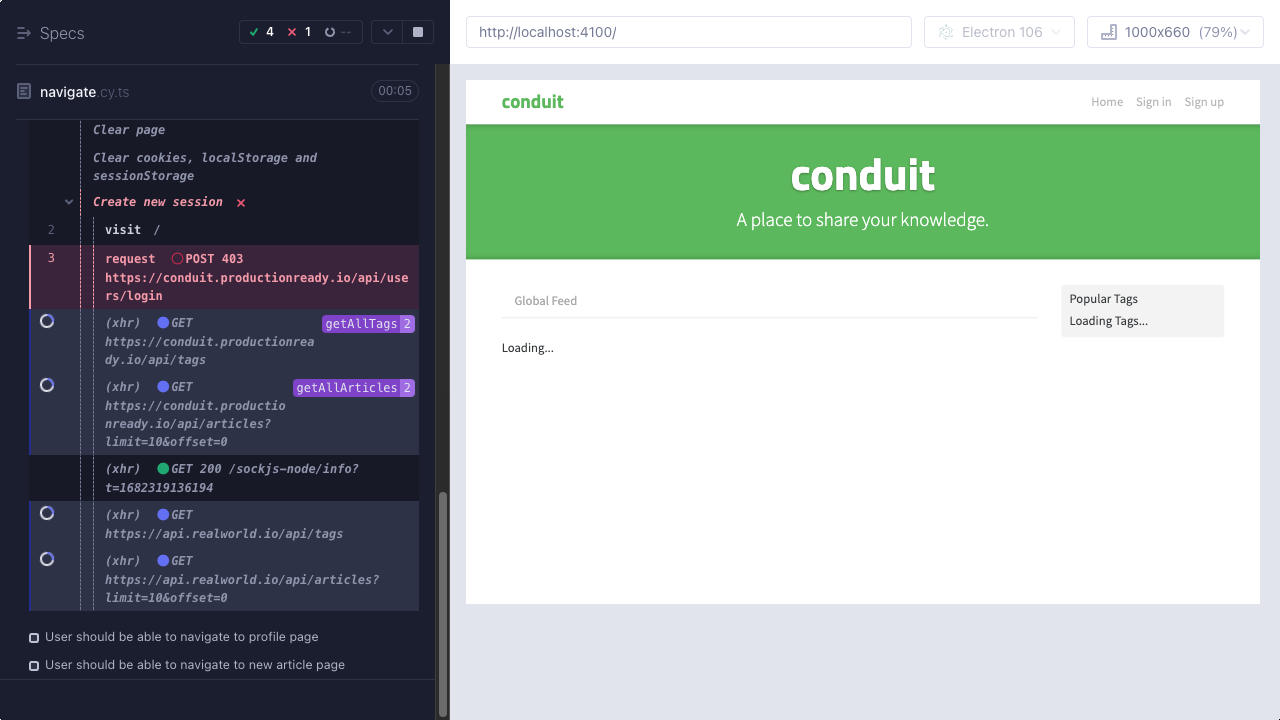 Specs
4
1
--
navigate.cy.ts
00:05
Clear page
Clear cookies, localStorage and
sessionStorage
Create new session
2
visit /
3
request POST 403
https://conduit.productionready.io/api/use
rs/login
(xhr) GET
getAllTags 2
https://conduit.productionrea
dy.io/api/tags
(xhr) GET
getAllArticles 2
https://conduit.productio
nready.io/api/articles?
limit=10&offset=0
(xhr) GET 200 /sockjs-node/info?
t=1682319136194
(xhr) GET
https://api.realworld.io/api/tags
(xhr) GET
https://api.realworld.io/api/articles?
limit=10&offset=0
User should be able to navigate to profile page
User should be able to navigate to new article page
http://localhost:4100/
Electron 106
1000x660 (79%)
conduit
Home Sign in Sign up
conduit
A place to share your knowledge.
Global Feed
Loading...
Popular Tags
Loading Tags...